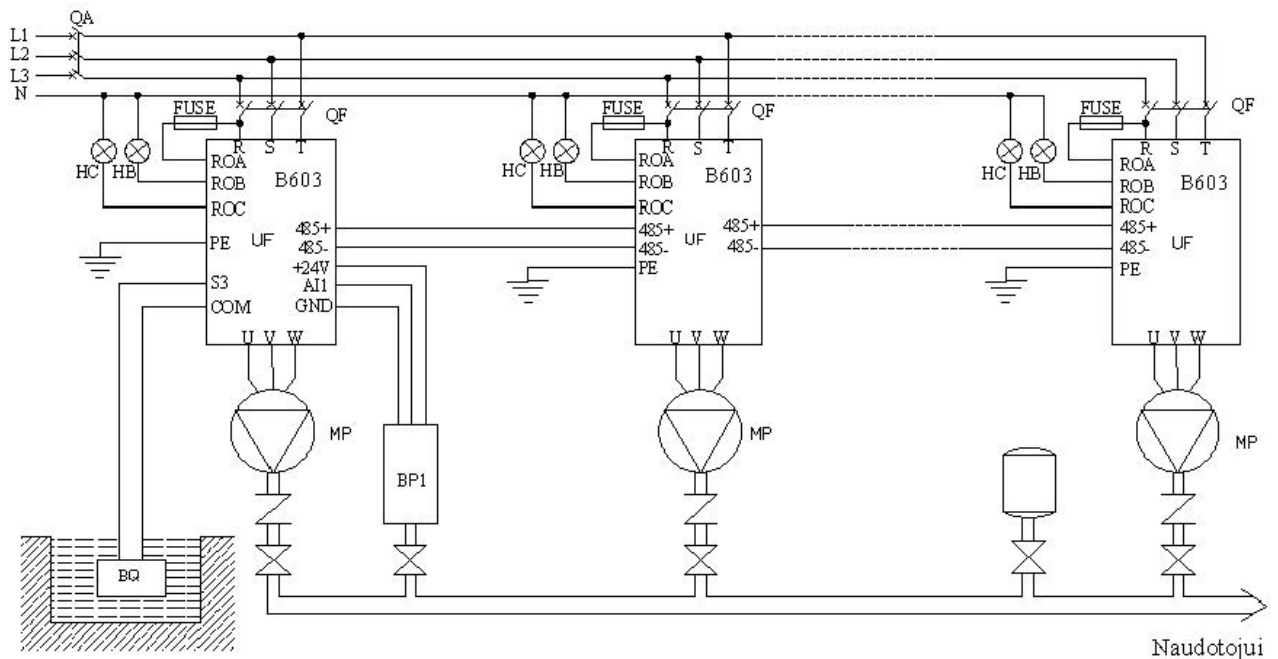 QA
L1
L2
L3
N
FUSE QF FUSE QF FUSE QF
R S T R S T R S T
HC HB ROA B603 HC HB ROA B603 HC HB ROA B603
ROB ROB ROB
ROC ROC ROC
485+ 485+ 485+ 485+
PE UF 485- 485- UF 485- 485- UF
+24V PE PE
S3 AI1
COM GND
U V W U V W U V W
MP MP MP
BP1
BQ
Naudotojui